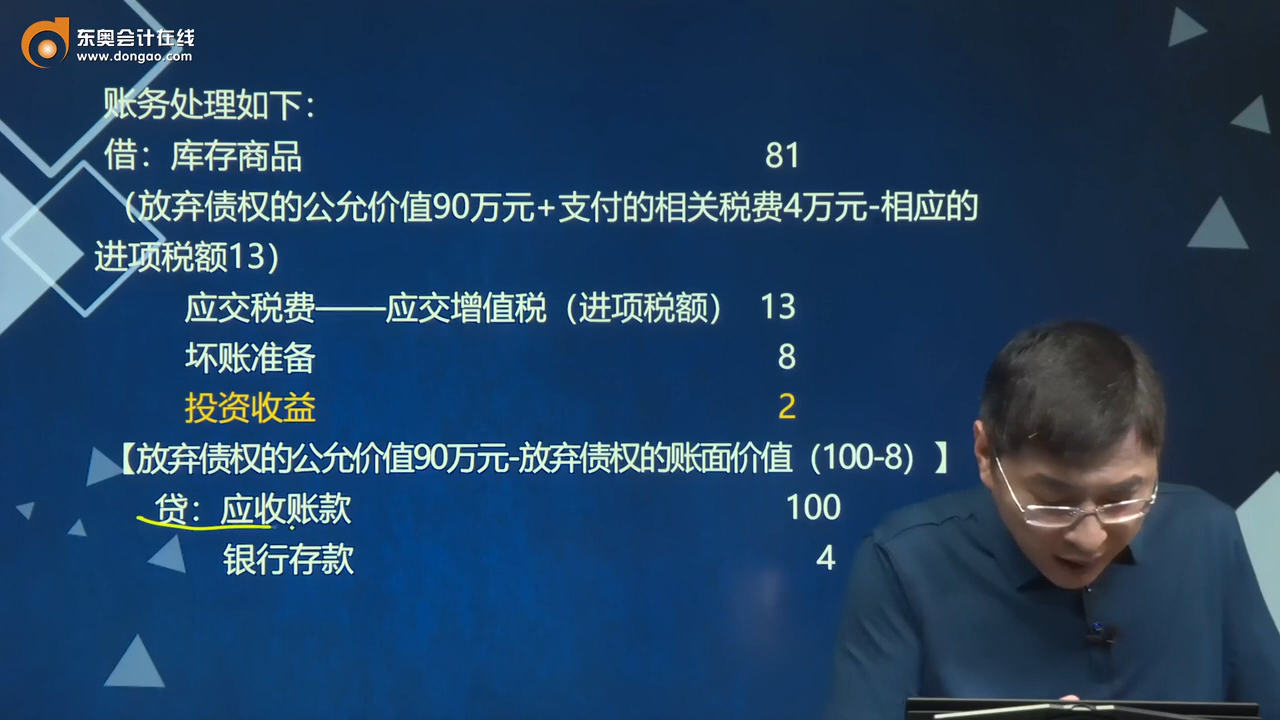 东奥会计在线
www.dongao.com
账务处理如下：
借：库存商品 81
（放弃债权的公允价值90万元+支付的相关税费4万元-相应的
进项税额13）
应交税费——应交增值税（进项税额） 13
坏账准备 8
投资收益 2
【放弃债权的公允价值90万元-放弃债权的账面价值（100-8）】
贷：应收账款 100
银行存款 4